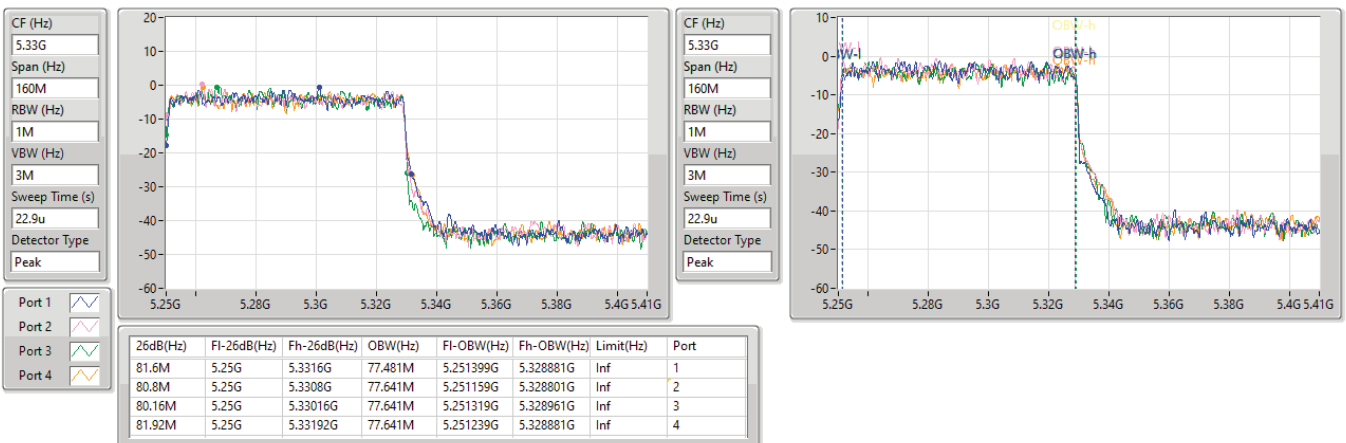 CF (Hz)
5.33G
Span (Hz)
160M
RBW (Hz)
1M
VBW (Hz)
3M
Sweep Time (s)
22.9u
Detector Type
Peak
Port 1
Port 2
Port 3
Port 4
20
10
0
-10
-20
-30
-40
-50
-60
5.25G 5.28G 5.3G 5.32G 5.34G 5.36G 5.38G 5.4G 5.41G
CF (Hz)
5.33G
Span (Hz)
160M
RBW (Hz)
1M
VBW (Hz)
3M
Sweep Time (s)
22.9u
Detector Type
Peak
10
0
-10
-20
-30
-40
-50
-60
OBW-h
OBW-h
OBW-h
5.25G 5.28G 5.3G 5.32G 5.34G 5.36G 5.38G 5.4G 5.41G
26dB(Hz) Fl-26dB(Hz) Fh-26dB(Hz) OBW(Hz) Fl-OBW(Hz) Fh-OBW(Hz) Limit(Hz) Port
81.6M 5.25G 5.3316G 77.481M 5.251399G 5.328881G Inf 1
80.8M 5.25G 5.3308G 77.641M 5.251159G 5.328801G Inf 2
80.16M 5.25G 5.33016G 77.641M 5.251319G 5.328961G Inf 3
81.92M 5.25G 5.33192G 77.641M 5.251239G 5.328881G Inf 4